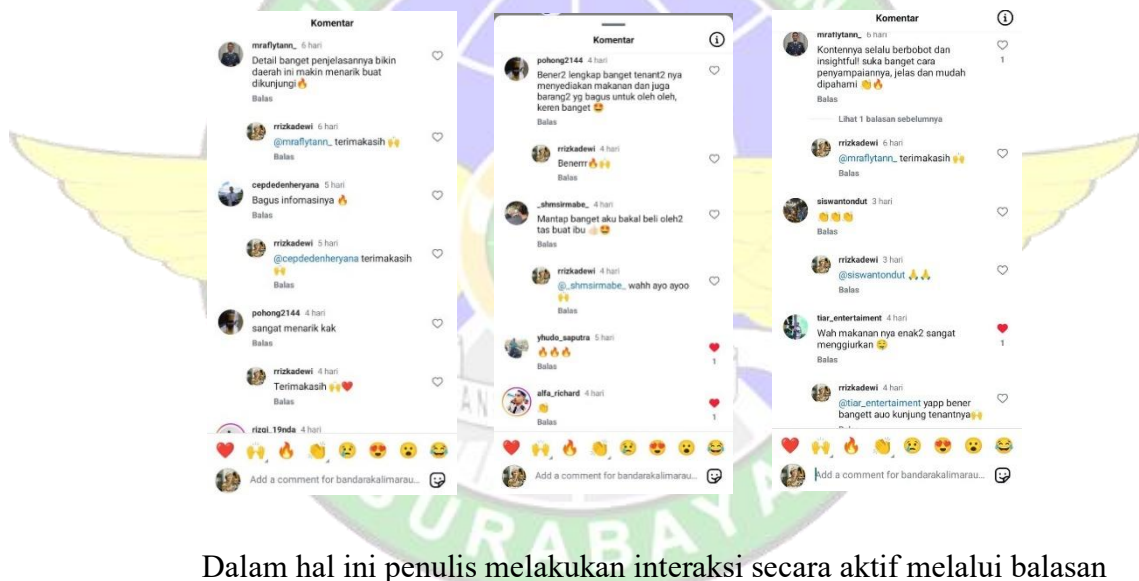 Komentar
mraflytann_ 6 hari
Detail banget penjelasannya bikin
daerah ini makin menarik buat
dikunjungi🔥
Balas
rrizkadewi 6 hari
@mraflytann_ terimakasih 🙌
Balas
cepdedenheryana 5 hari
Bagus infomasinya 🔥
Balas
rrizkadewi 5 hari
@cepdedenheryana terimakasih
🙌
Balas
pohong2144 4 hari
sangat menarik kak
Balas
rrizkadewi 4 hari
Terimakasih 🙌❤️
Balas
rizqi_19nda 4 hari
Add a comment for bandarakalimarau...
Komentar
pohong2144 4 hari
Bener2 lengkap banget tenant2 nya
menyediakan makanan dan juga
barang2 yg bagus untuk oleh oleh,
keren banget 🤩
Balas
rrizkadewi 4 hari
Benerrr🔥🙌
Balas
_shmsirmabe_ 4 hari
Mantap banget aku bakal beli oleh2
tas buat ibu 👍🏻🤩
Balas
rrizkadewi 4 hari
@_shmsirmabe_ wahh ayo ayoo
🙌
Balas
yhudo_saputra 5 hari
🔥🔥🔥
1
Balas
alfa_richard 4 hari
👏
1
Balas
Add a comment for bandarakalimarau...
Komentar
mraflytann_ 6 hari
Kontennya selalu berbobot dan
insightful! suka banget cara
penyampaiannya, jelas dan mudah
dipahami 👏🔥
1
Balas
Lihat 1 balasan sebelumnya
rrizkadewi 6 hari
@mraflytann_ terimakasih 🙌
Balas
siswantondut 3 hari
👏👏👏
Balas
rrizkadewi 3 hari
@siswantondut 🙏🙏
Balas
tiar_entertaiment 4 hari
Wah makanan nya enak2 sangat
menggiurkan 🤤
1
Balas
rrizkadewi 4 hari
@tiar_entertaiment yapp bener
bangett auo kunjung tenantnya🙌
Add a comment for bandarakalimarau...
SURABAYA
Dalam hal ini penulis melakukan interaksi secara aktif melalui balasan